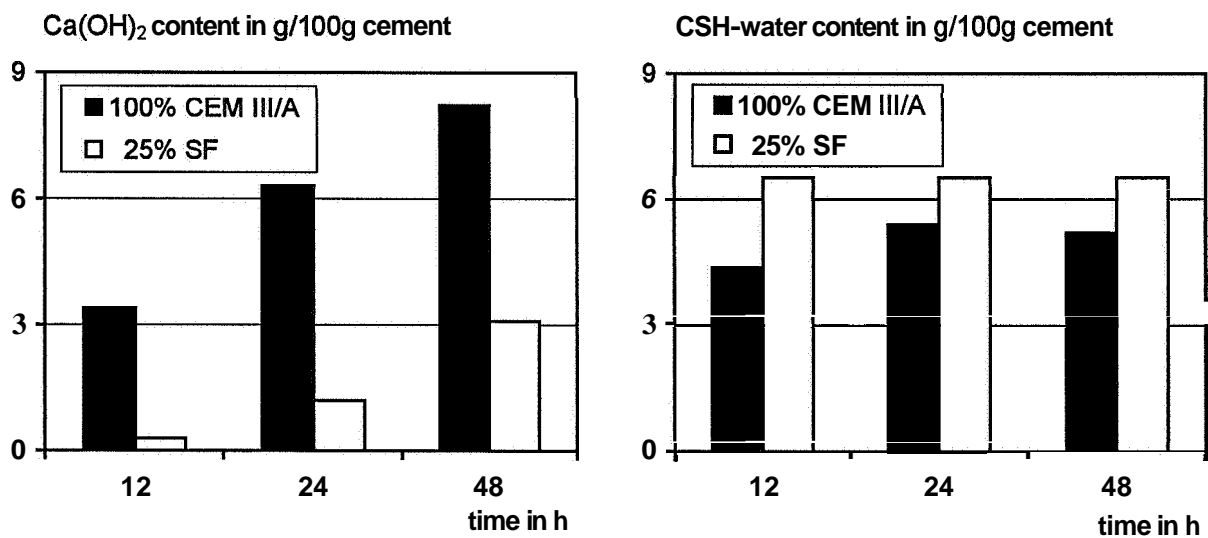 Ca(OH)₂ content in g/100g cement
9
100% CEM III/A
25% SF
6
3
0
12 24 48
time in h
CSH-water content in g/100g cement
9
100% CEM III/A
25% SF
6
3
0
12 24 48
time in h